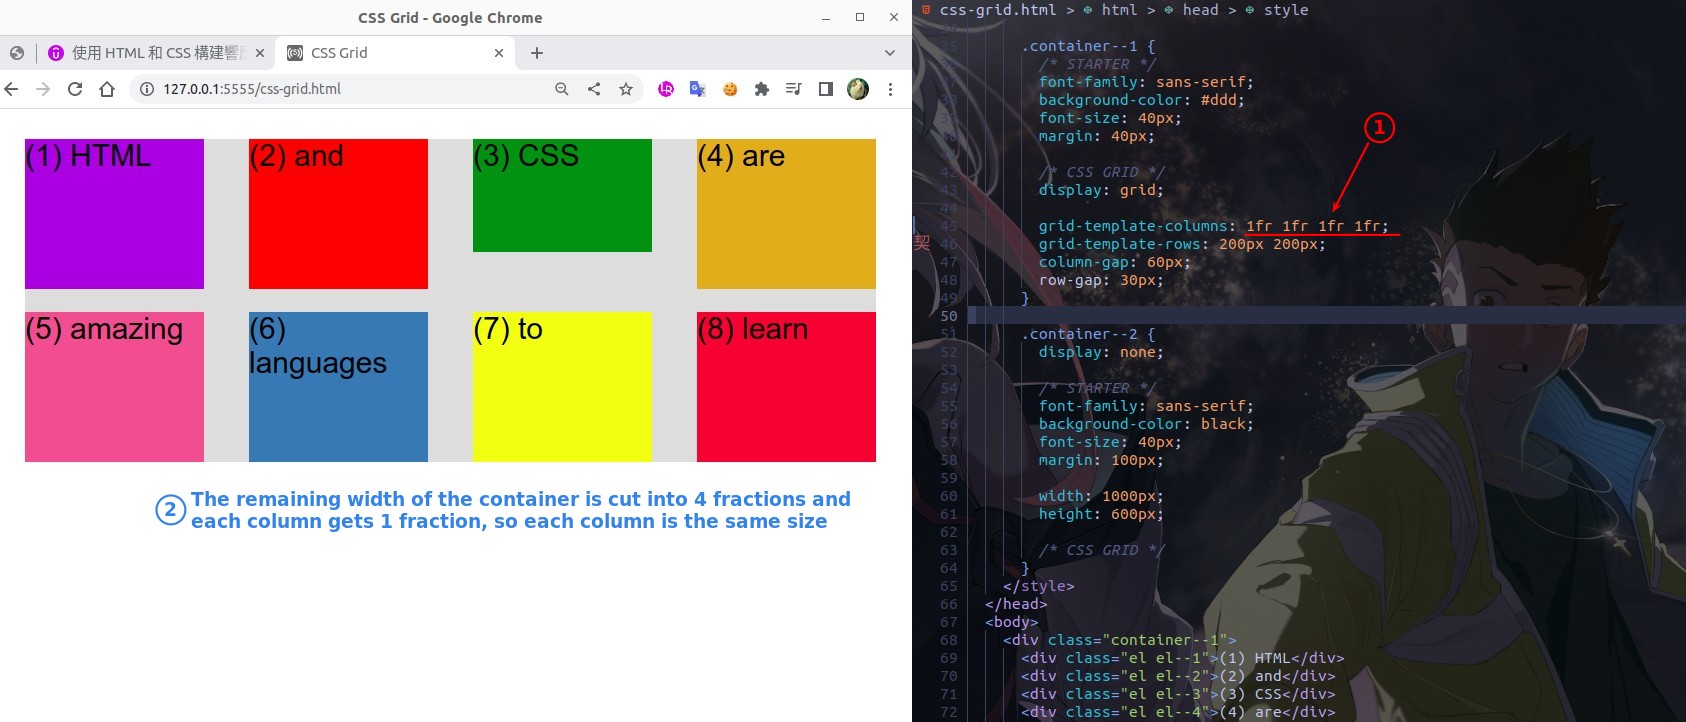 CSS Grid - Google Chrome
使用 HTML 和 CSS 構建響
CSS Grid
127.0.0.1:5555/css-grid.html
(1) HTML
(2) and
(3) CSS
(4) are
(5) amazing
(6)
languages
(7) to
(8) learn
2 The remaining width of the container is cut into 4 fractions and
each column gets 1 fraction, so each column is the same size
css-grid.html > html > head > style
35 .container--1 {
/* STARTER */
font-family: sans-serif;
background-color: #ddd;
font-size: 40px;
margin: 40px;
1
42 /* CSS GRID */
43 display: grid;
44
45 grid-template-columns: 1fr 1fr 1fr 1fr;
契
46 grid-template-rows: 200px 200px;
47 column-gap: 60px;
48 row-gap: 30px;
49 }
50
51 .container--2 {
52 display: none;
53
54 /* STARTER */
55 font-family: sans-serif;
56 background-color: black;
57 font-size: 40px;
58 margin: 100px;
59
60 width: 1000px;
61 height: 600px;
62
63 /* CSS GRID */
64 }
65 </style>
66 </head>
67 <body>
68 <div class="container--1">
69 <div class="el el--1">(1) HTML</div>
70 <div class="el el--2">(2) and</div>
71 <div class="el el--3">(3) CSS</div>
72 <div class="el el--4">(4) are</div>